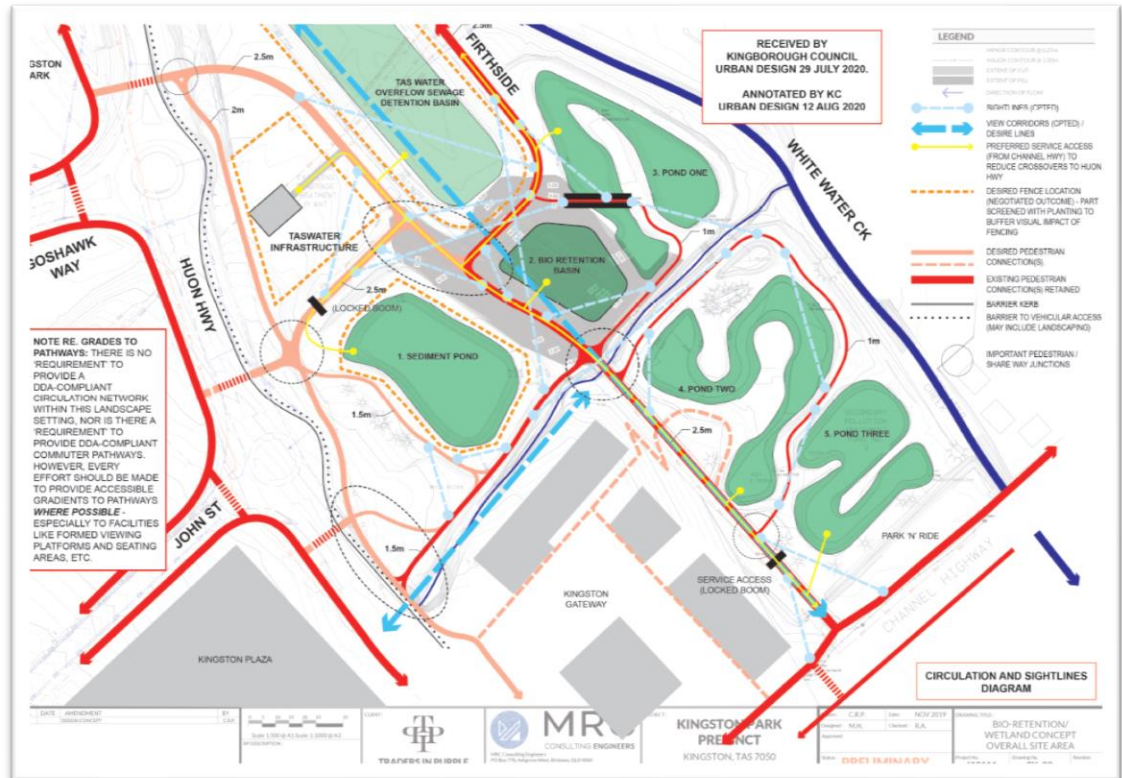 KINGSTON
PARK
2.5m
2m
TAS WATER
OVERFLOW SEWAGE
DETENTION BASIN
2.5m
FIRTHSIDE
RECEIVED BY
KINGBOROUGH COUNCIL
URBAN DESIGN 29 JULY 2020.
ANNOTATED BY KC
URBAN DESIGN 12 AUG 2020
LEGEND
EXTENT OF CUT
EXTENT OF FILL
DIRECTION OF FLOW
SIGHTLINES (CPTED)
VIEW CORRIDORS (CPTED) /
DESIRE LINES
PREFERRED SERVICE ACCESS
(FROM CHANNEL HWY) TO
REDUCE CROSSOVERS TO HUON
HWY
DESIRED FENCE LOCATION
(NEGOTIATED OUTCOME) - PART
SCREENED WITH PLANTING TO
BUFFER VISUAL IMPACT OF
FENCING
DESIRED PEDESTRIAN
CONNECTION(S)
EXISTING PEDESTRIAN
CONNECTION(S) RETAINED
BARRIER KERB
BARRIER TO VEHICULAR ACCESS
(MAY INCLUDE LANDSCAPING)
IMPORTANT PEDESTRIAN /
SHARE WAY JUNCTIONS
WHITE WATER CK
3. POND ONE
1m
2. BIO RETENTION
BASIN
TASWATER
INFRASTRUCTURE
2.5m
(LOCKED BOOM)
GOSHAWK
WAY
HUON HWY
1. SEDIMENT POND
1.5m
4. POND TWO
1m
2.5m
5. POND THREE
NOTE RE. GRADES TO
PATHWAYS: THERE IS NO
'REQUIREMENT' TO
PROVIDE A
DDA-COMPLIANT
CIRCULATION NETWORK
WITHIN THIS LANDSCAPE
SETTING, NOR IS THERE A
'REQUIREMENT' TO
PROVIDE DDA-COMPLIANT
COMMUTER PATHWAYS.
HOWEVER, EVERY
EFFORT SHOULD BE MADE
TO PROVIDE ACCESSIBLE
GRADIENTS TO PATHWAYS
WHERE POSSIBLE -
ESPECIALLY TO FACILITIES
LIKE FORMED VIEWING
PLATFORMS AND SEATING
AREAS, ETC.
JOHN ST
1.5m
PARK 'N' RIDE
SERVICE ACCESS
(LOCKED BOOM)
CHANNEL HIGHWAY
KINGSTON
GATEWAY
KINGSTON PLAZA
CIRCULATION AND SIGHTLINES
DIAGRAM
DATE AMENDMENT BY
CLIENT:
TRADERS IN PURPLE
MRC
CONSULTING ENGINEERS
KINGSTON PARK
PRECINCT
KINGSTON, TAS 7050
C.R.P. Date: NOV 2019
PRELIMINARY
DRAWING TITLE:
BIO-RETENTION/
WETLAND CONCEPT
OVERALL SITE AREA